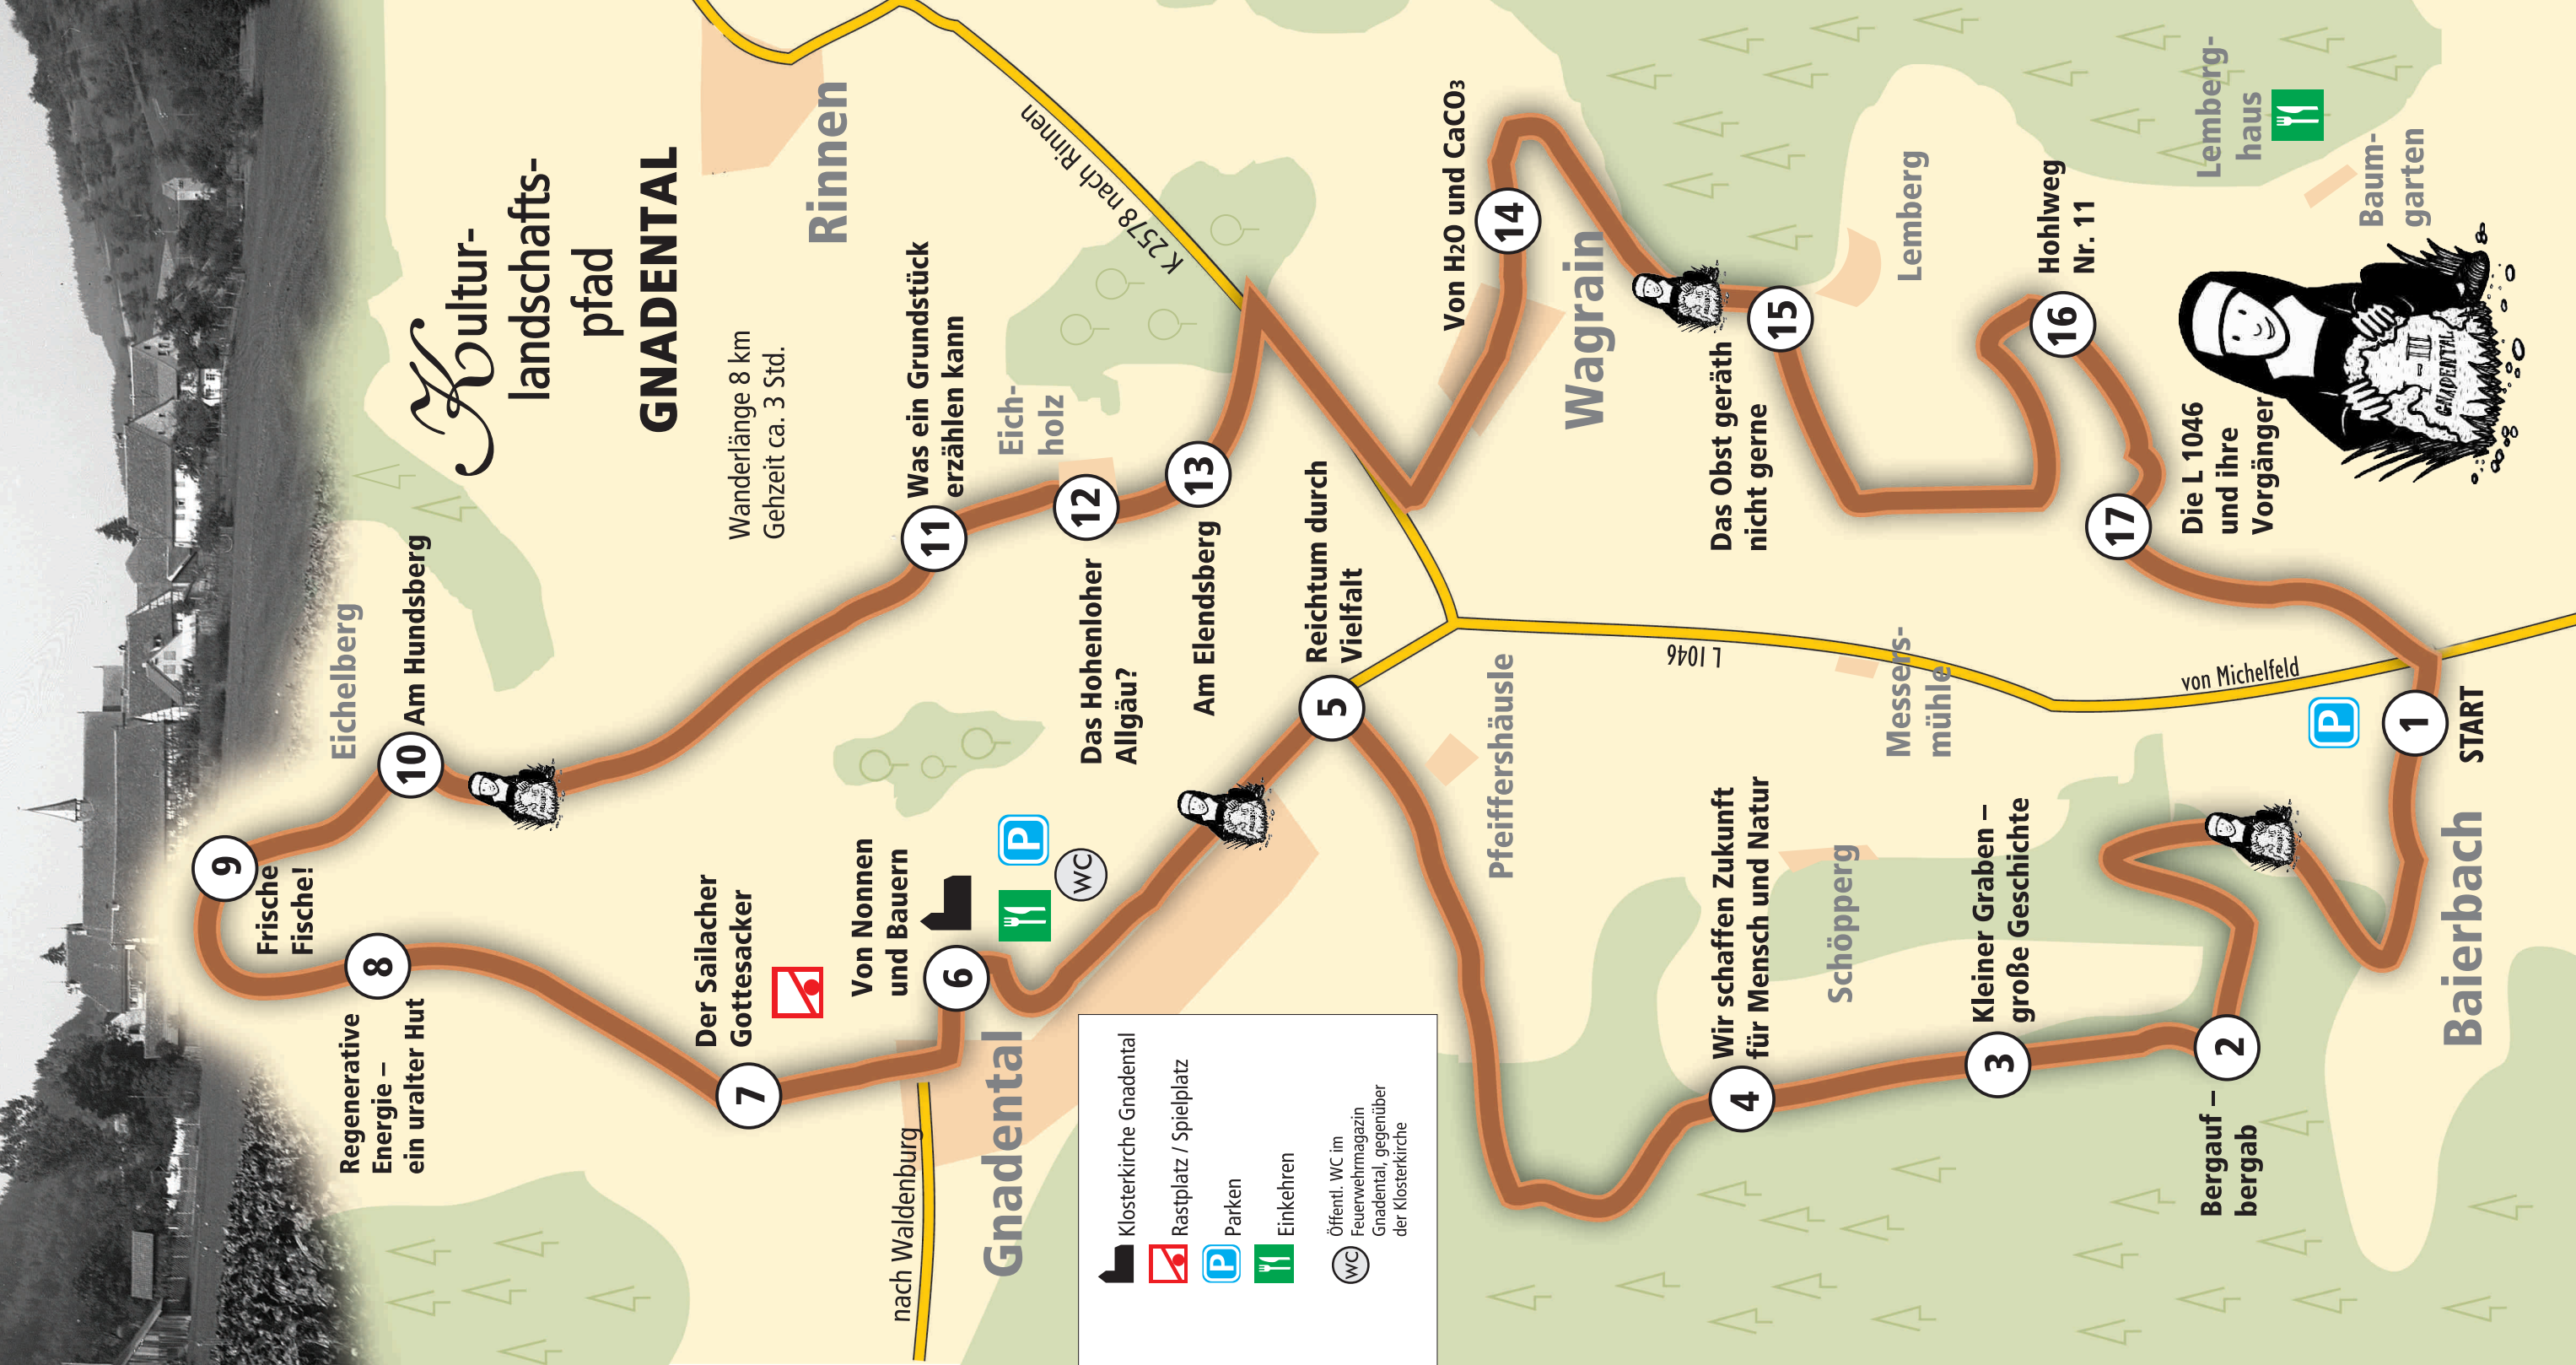 Kultur-
landschafts-
pfad
GNADENTAL
Wanderlänge 8 km
Gehzeit ca. 3 Std.
Rinnen
K 2578 nach Rinnen
Eichelberg
10
Am Hundsberg
9
Frische
Fische!
8
Regenerative
Energie –
ein uralter Hut
7
Der Sailacher
Gottesacker
6
Von Nonnen
und Bauern
P
WC
nach Waldenburg
Gnadental
11
Was ein Grundstück
erzählen kann
Eich-
holz
12
Das Hohenloher
Allgäu?
13
Am Elendsberg
5
Reichtum durch
Vielfalt
14
Von H2O und CaCO3
Wagrain
Pfeiffershäusle
L 1046
15
Das Obst geräth
nicht gerne
Lemberg
4
Wir schaffen Zukunft
für Mensch und Natur
Schöpperg
Messers-
mühle
3
Kleiner Graben –
große Geschichte
16
Hohlweg
Nr. 11
17
Die L 1046
und ihre
Vorgänger
Lemberg-
haus
Baum-
garten
2
Bergauf –
bergab
von Michelfeld
P
1
START
Baierbach
GNADENTAL
Klosterkirche Gnadental
Rastplatz / Spielplatz
P Parken
Einkehren
WC Öffentl. WC im
Feuerwehrmagazin
Gnadental, gegenüber
der Klosterkirche